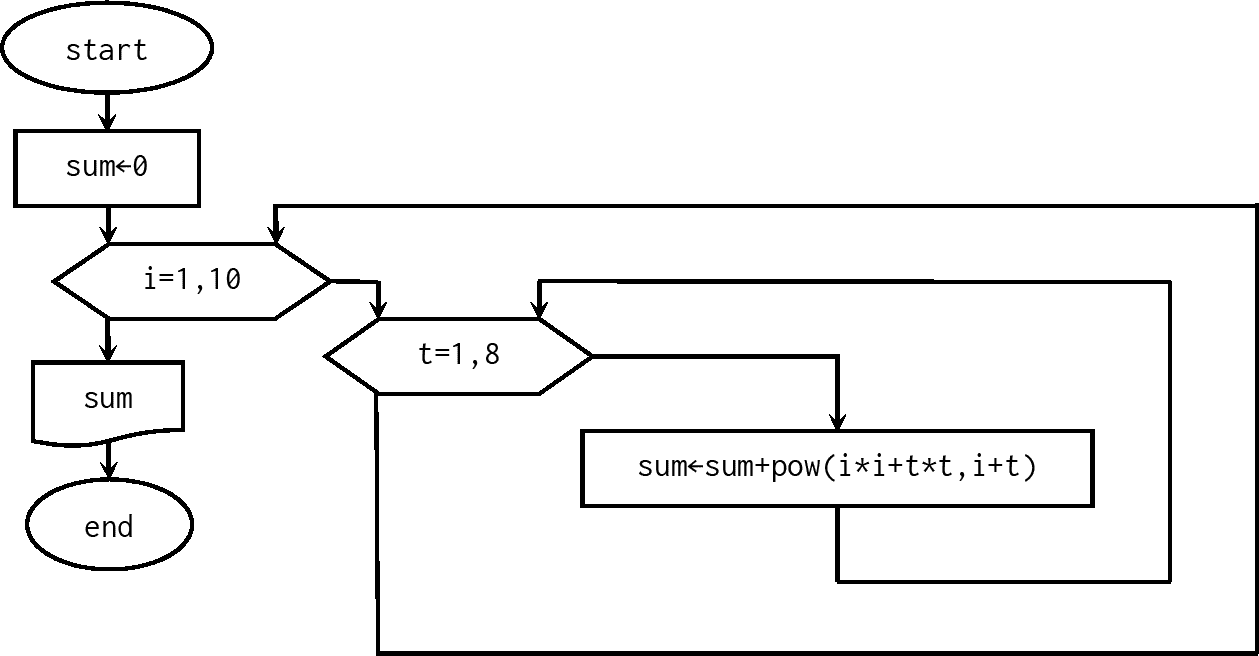 start
sum←0
i=1,10
t=1,8
sum
sum←sum+pow(i*i+t*t,i+t)
end